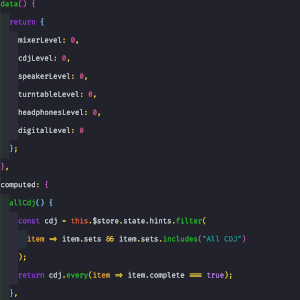 data() {
return {
mixerLevel: 0,
cdjLevel: 0,
speakerLevel: 0,
turntableLevel: 0,
headphonesLevel: 0,
digitalLevel: 0
};
},
computed: {
allCdj() {
const cdj = this.$store.state.hints.filter(
item => item.sets && item.sets.includes("All CDJ")
);
return cdj.every(item => item.complete === true);
},